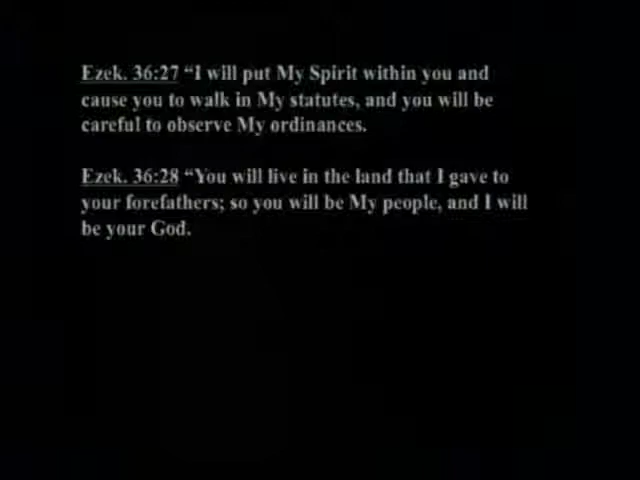 Ezek. 36:27 “I will put My Spirit within you and
cause you to walk in My statutes, and you will be
careful to observe My ordinances.
Ezek. 36:28 “You will live in the land that I gave to
your forefathers; so you will be My people, and I will
be your God.